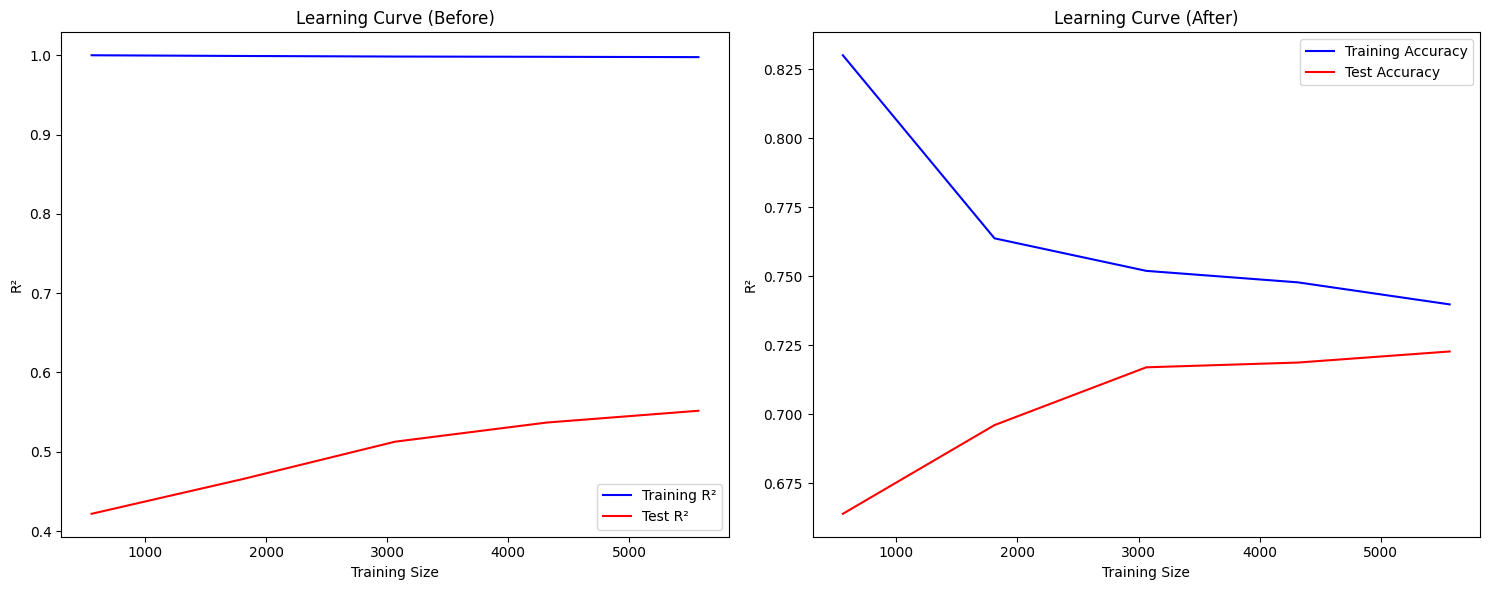 Learning Curve (Before)
R²
1.0
0.9
0.8
0.7
0.6
0.5
0.4
Training R²
Test R²
1000 2000 3000 4000 5000
Training Size
Learning Curve (After)
R²
0.825
0.800
0.775
0.750
0.725
0.700
0.675
Training Accuracy
Test Accuracy
1000 2000 3000 4000 5000
Training Size